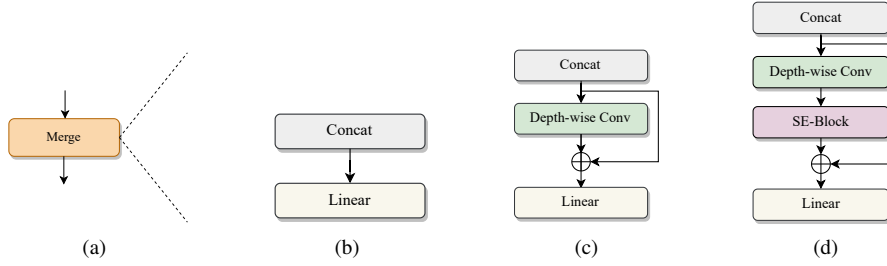 Merge
(a)
Concat
Linear
(b)
Concat
Depth-wise Conv
Linear
(c)
Concat
Depth-wise Conv
SE-Block
Linear
(d)